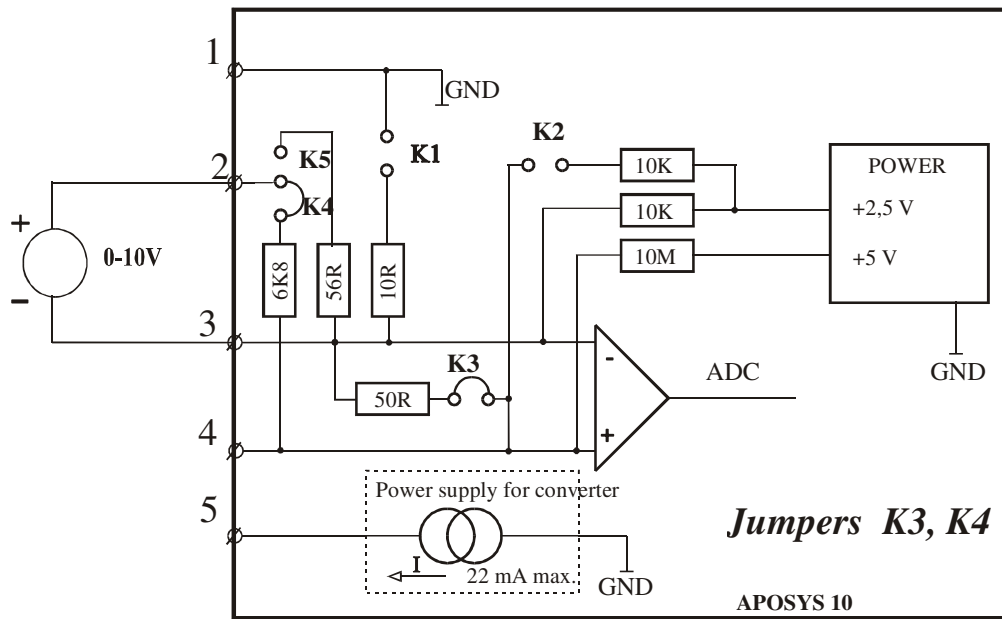 1
GND
K2
K5
K1
10K
POWER
2
K4
10K
+2,5 V
+
0-10V
10M
+5 V
-
6K8
56R
10R
3
K3
-
ADC
GND
50R
4
+
Power supply for converter
5
Jumpers K3, K4
I
22 mA max.
GND
APOSYS 10